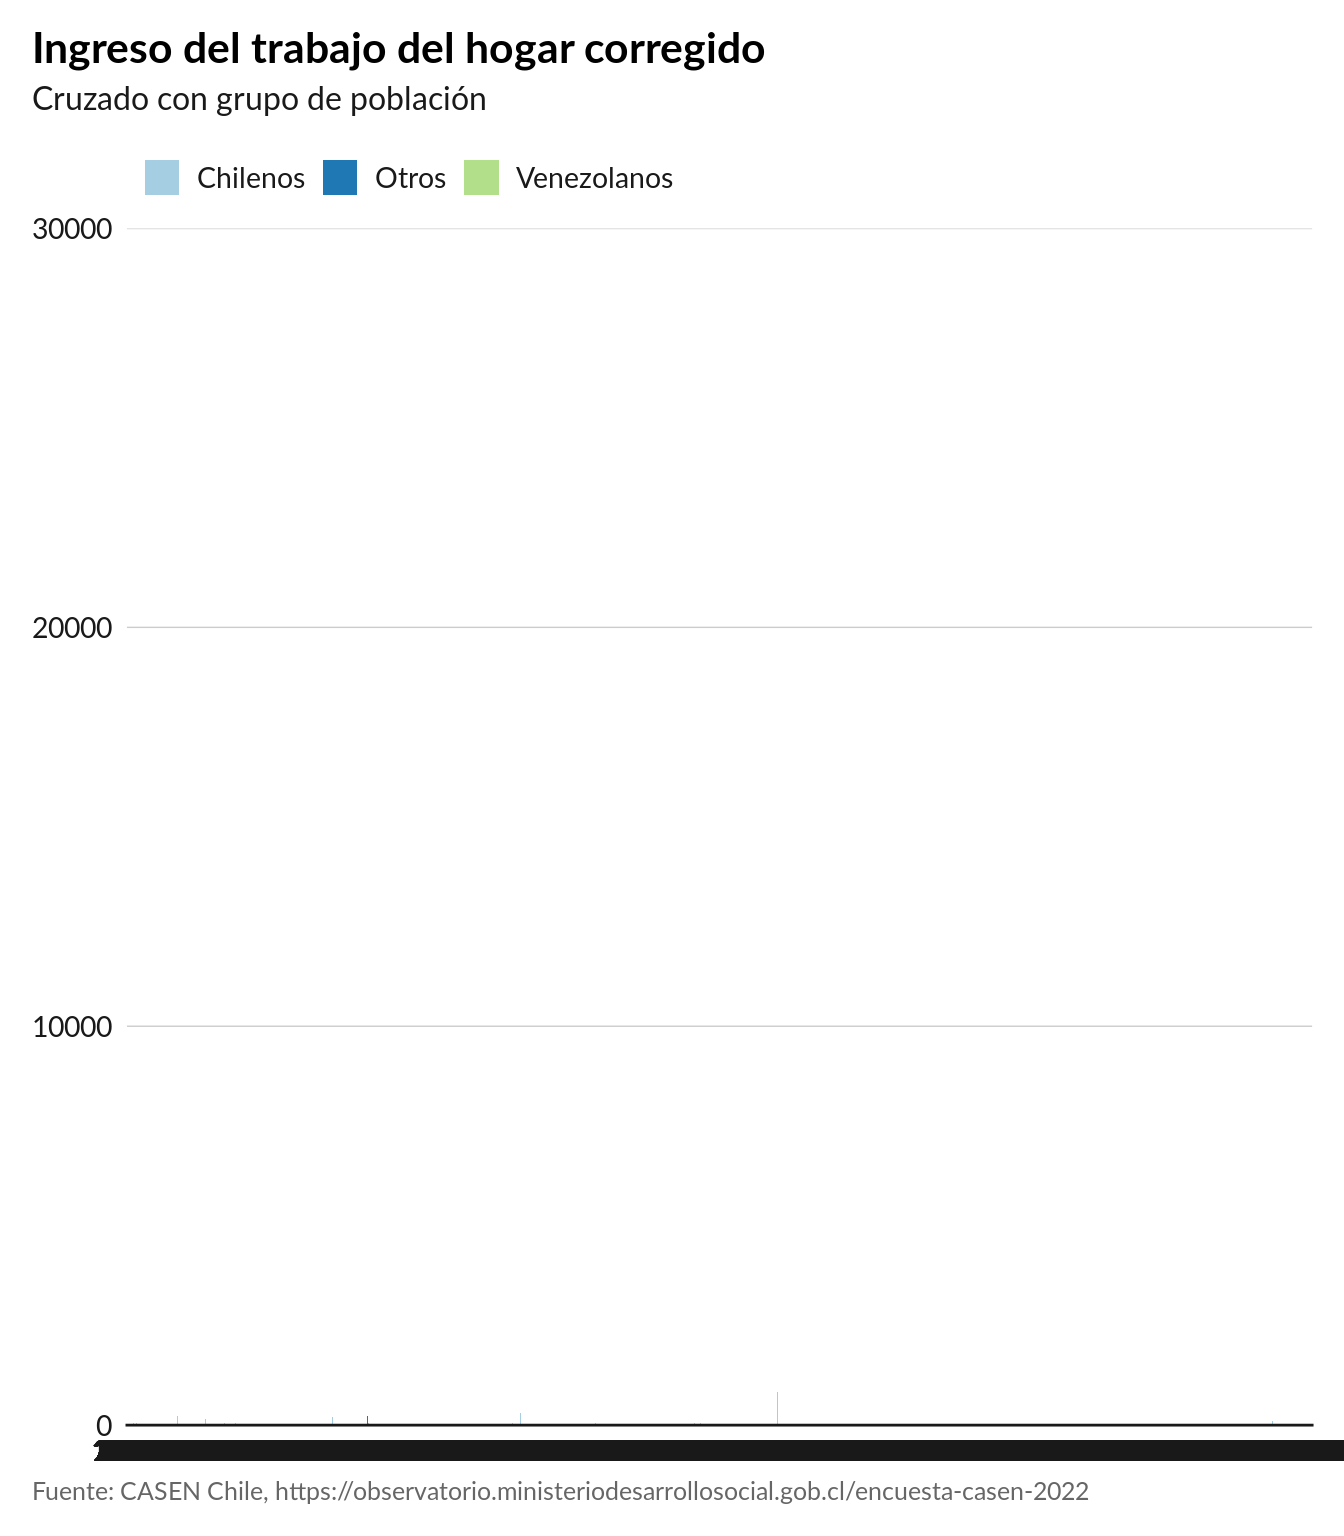 Ingreso del trabajo del hogar corregido
Cruzado con grupo de población
Chilenos Otros Venezolanos
30000
20000
10000
0
Fuente: CASEN Chile, https://observatorio.ministeriodesarrollosocial.gob.cl/encuesta-casen-2022